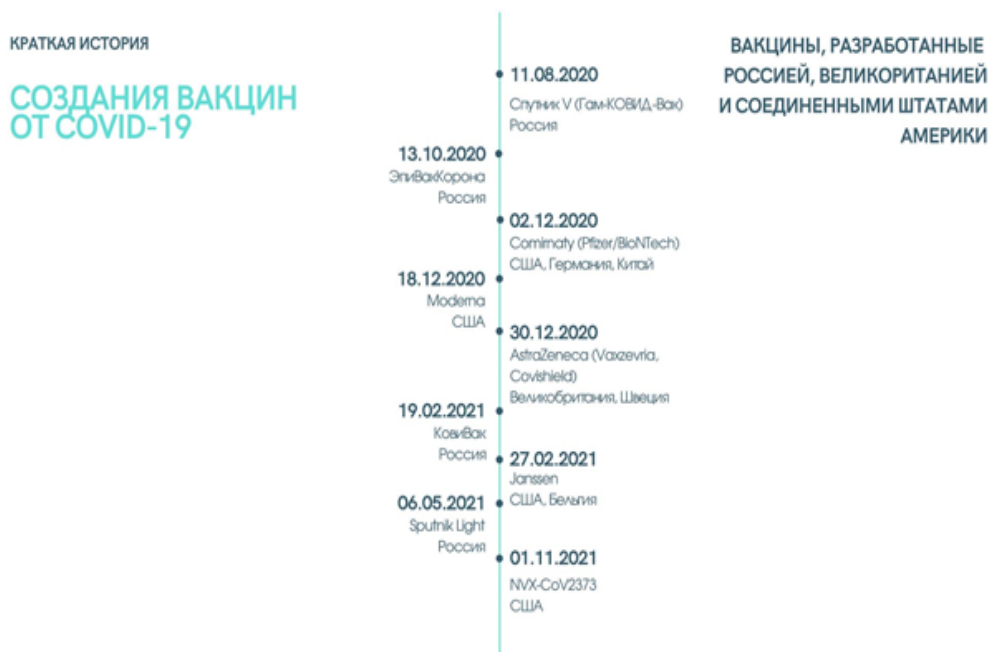 КРАТКАЯ ИСТОРИЯ
СОЗДАНИЯ ВАКЦИН
ОТ COVID-19
ВАКЦИНЫ, РАЗРАБОТАННЫЕ
РОССИЕЙ, ВЕЛИКОРИТАНИЕЙ
И СОЕДИНЕННЫМИ ШТАТАМИ
АМЕРИКИ
11.08.2020
Спутник V (Гам-КОВИД-Вак)
Россия
13.10.2020
ЭпиВакКорона
Россия
02.12.2020
Comirnaty (Pfizer/BioNTech)
США, Германия, Китай
18.12.2020
Moderna
США
30.12.2020
AstraZeneca (Vaxzevria,
Covishield)
Великобритания, Швеция
19.02.2021
КовиВак
Россия
27.02.2021
Janssen
США, Бельгия
06.05.2021
Sputnik Light
Россия
01.11.2021
NVX-CoV2373
США